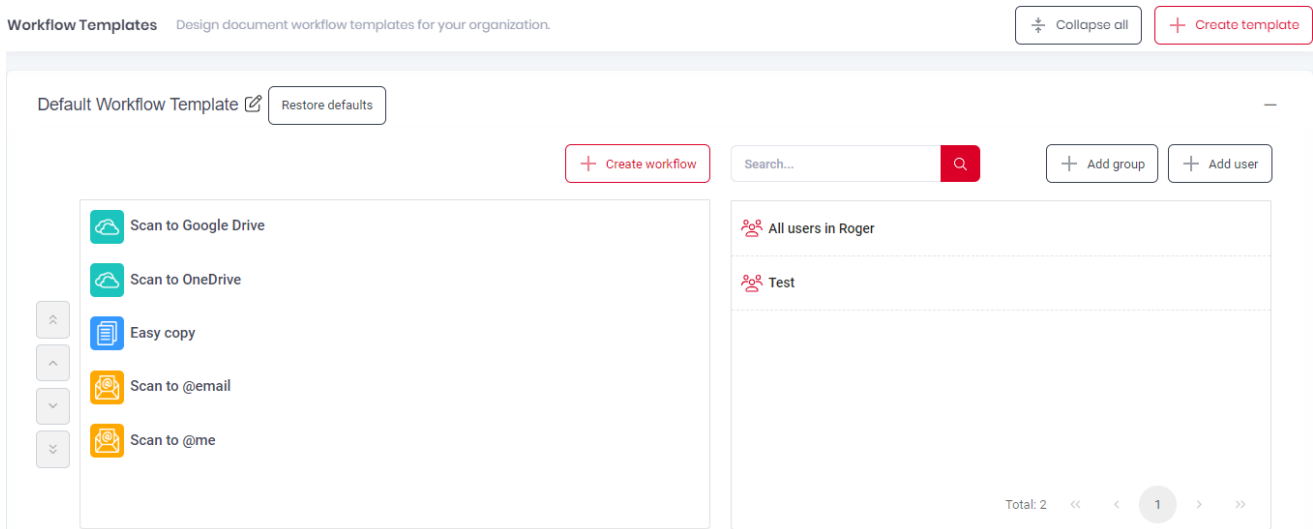 Workflow Templates Design document workflow templates for your organization. Collapse all Create template
Default Workflow Template Restore defaults
Create workflow Search... Add group Add user
Scan to Google Drive
Scan to OneDrive
Easy copy
Scan to @email
Scan to @me
All users in Roger
Test
Total: 2 1